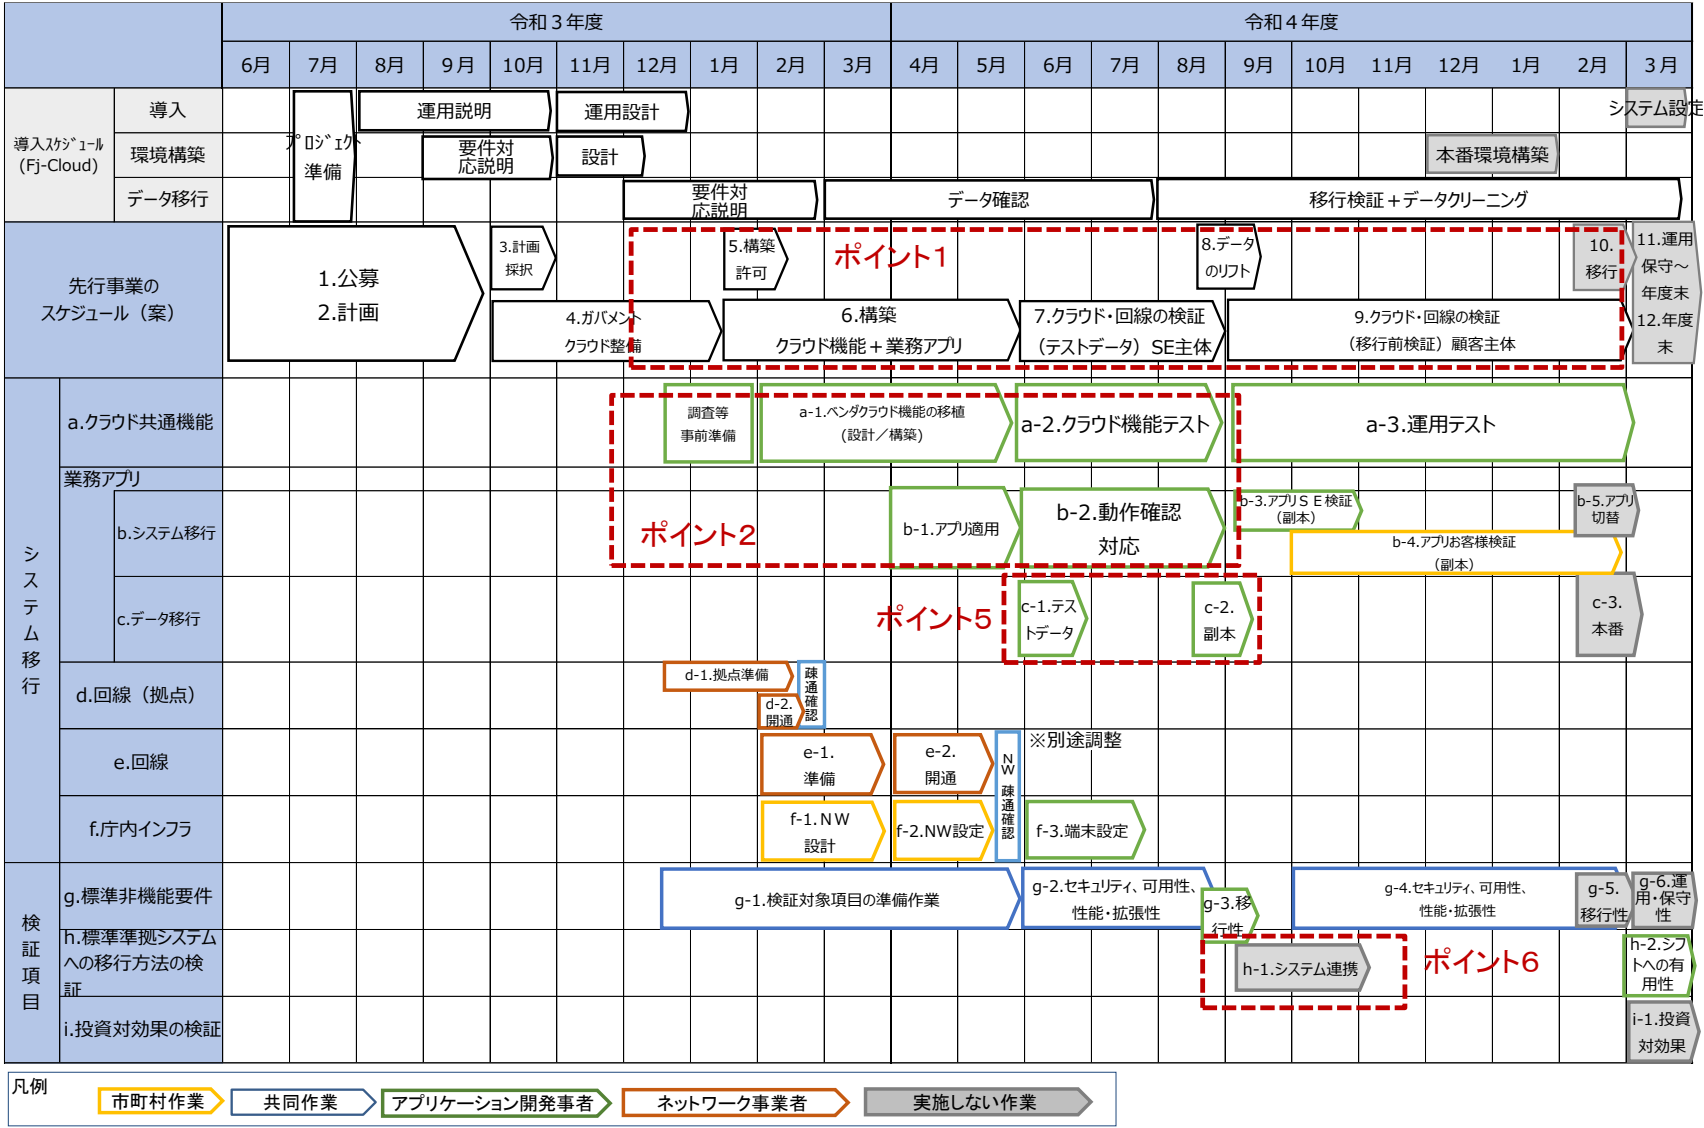 令和３年度
令和４年度
6月
7月
8月
９月
10月
11月
12月
1月
2月
3月
4月
5月
6月
7月
8月
9月
10月
11月
12月
1月
2月
３月
導入ｽｹｼﾞｭｰﾙ
(Fj-Cloud)
導入
環境構築
データ移行
ﾌﾟﾛｼﾞｪｸﾄ
準備
運用説明
運用設計
システム設定
要件対
応説明
設計
本番環境構築
要件対
応説明
データ確認
移行検証＋データクリーニング
先行事業の
スケジュール（案）
1.公募
2.計画
3.計画
採択
4.ガバメント
クラウド整備
5.構築
許可
ポイント1
6.構築
クラウド機能＋業務アプリ
7.クラウド・回線の検証
（テストデータ）SE主体
8.データ
のリフト
9.クラウド・回線の検証
（移行前検証）顧客主体
10.
移行
11.運用
保守～
年度末
12.年度
末
システム移行
a.クラウド共通機能
調査等
事前準備
a-1.ベンダクラウド機能の移植
（設計／構築）
a-2.クラウド機能テスト
a-3.運用テスト
業務アプリ
b.システム移行
ポイント2
b-1.アプリ適用
b-2.動作確認
対応
b-3.アプリＳＥ検証
（副本）
b-4.アプリお客様検証
（副本）
b-5.アプリ
切替
c.データ移行
ポイント5
c-1.テス
トデータ
c-2.
副本
c-3.
本番
d.回線（拠点）
d-1.拠点準備
d-2.
開通
疎通確認
e.回線
e-1.
準備
e-2.
開通
NW 疎通確認
※別途調整
f.庁内インフラ
f-1.ＮＷ
設計
f-2.NW設定
f-3.端末設定
検証項目
g.標準非機能要件
g-1.検証対象項目の準備作業
g-2.セキュリティ、可用性、
性能・拡張性
g-3.移
行性
g-4.セキュリティ、可用性、
性能・拡張性
g-5.
移行性
g-6.運
用・保守
性
h.標準準拠システム
への移行方法の検
証
h-1.システム連携
ポイント6
h-2.シフ
トへの有
用性
i.投資対効果の検証
i-1.投資
対効果
凡例
市町村作業
共同作業
アプリケーション開発事者
ネットワーク事業者
実施しない作業